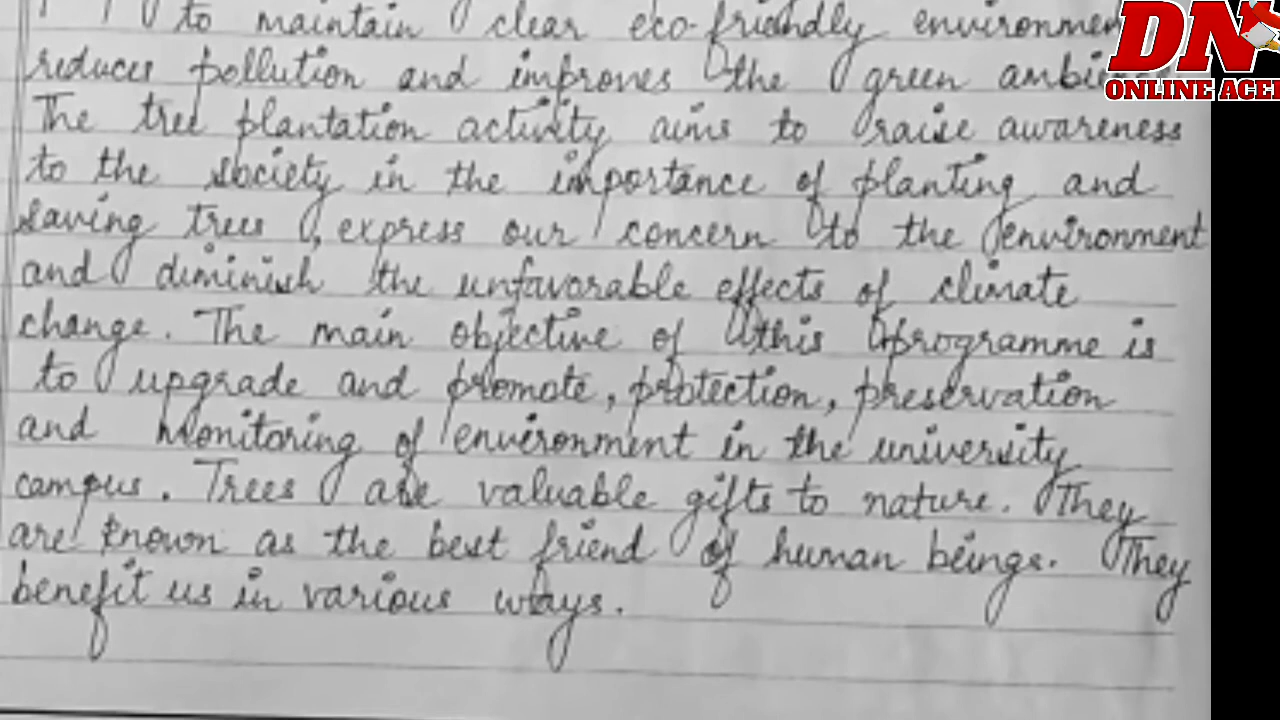 to maintain clear eco-friendly
reduces pollution and improves the green
The tree plantation activity aims to raise awareness
to the society in the importance of planting and
saving trees, express our concern to the environment
and diminish the unfavorable effects of climate
change. The main objective of this programme is
to upgrade and promote, protection, preservation
and monitoring of environment in the university
campus. Trees are valuable gifts to nature. They
are known as the best friend of human beings. They
benefit us in various ways.
DN
ONLINE